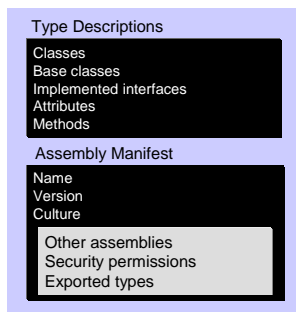 Type Descriptions
Classes
Base classes
Implemented interfaces
Attributes
Methods
Assembly Manifest
Name
Version
Culture
Other assemblies
Security permissions
Exported types